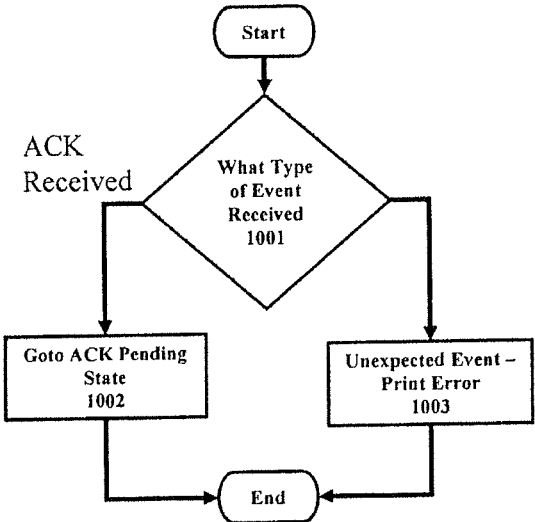 Start
ACK
Received
What Type
of Event
Received
1001
Goto ACK Pending
State
1002
Unexpected Event –
Print Error
1003
End